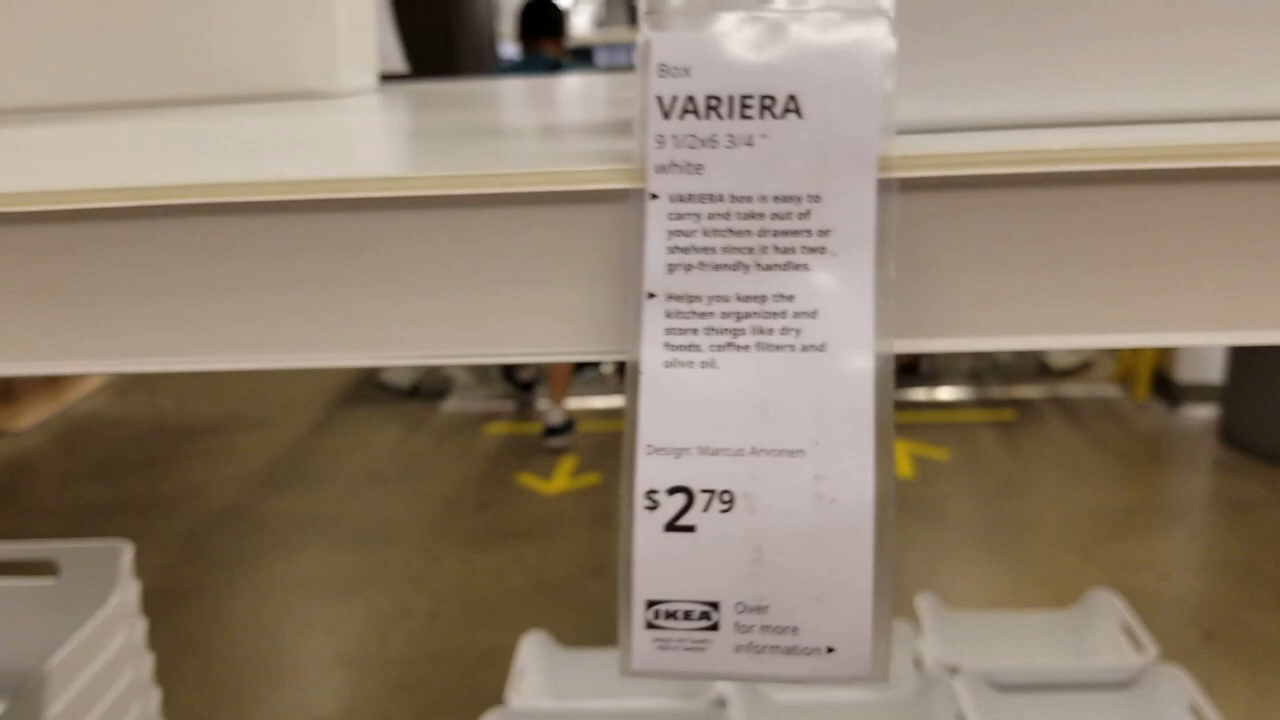 Box
VARIERA
9 1/2x6 3/4 "
white
► VARIERA box is easy to
carry and take out of
your kitchen drawers or
shelves since it has two
grip-friendly handles.
► Helps you keep the
kitchen organized and
store things like dry
foods, coffee filters and
olive oil.
Design: Marcus Arvonen
$2 79
IKEA
Over
for more
information ►